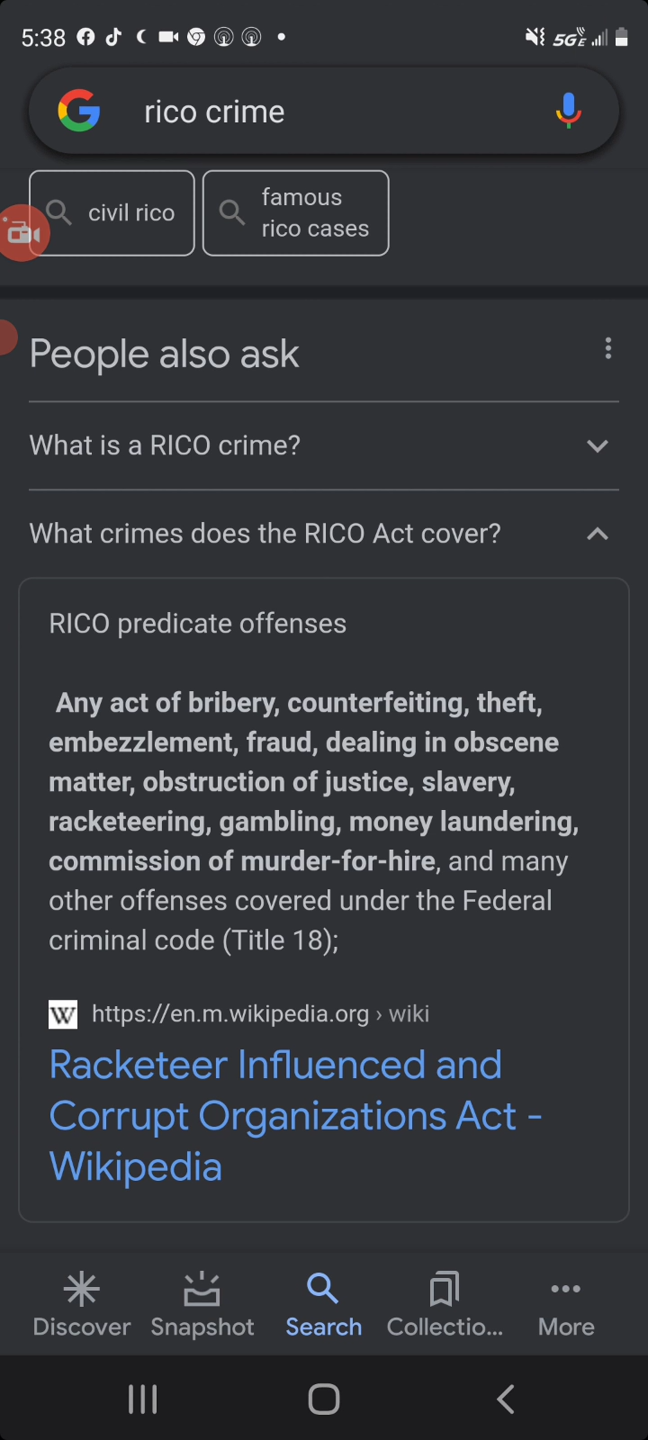 5:38
5GE
rico crime
civil rico
famous
rico cases
People also ask
What is a RICO crime?
What crimes does the RICO Act cover?
RICO predicate offenses
Any act of bribery, counterfeiting, theft,
embezzlement, fraud, dealing in obscene
matter, obstruction of justice, slavery,
racketeering, gambling, money laundering,
commission of murder-for-hire, and many
other offenses covered under the Federal
criminal code (Title 18);
W https://en.m.wikipedia.org › wiki
Racketeer Influenced and
Corrupt Organizations Act -
Wikipedia
Discover Snapshot Search Collectio... More